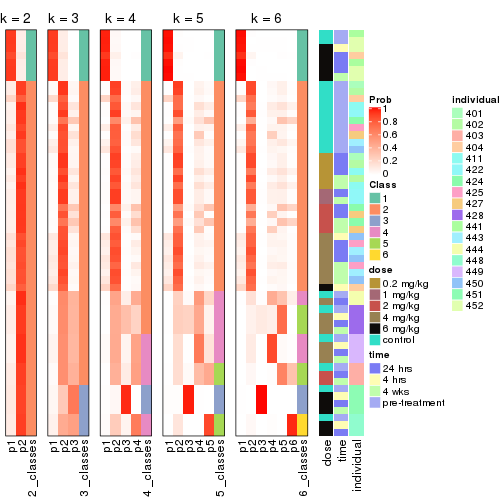 k = 2
k = 3
k = 4
k = 5
k = 6
p1
p2
2_classes
p1
p2
p3
3_classes
p1
p2
p3
p4
4_classes
p1
p2
p3
p4
p5
5_classes
p1
p2
p3
p4
p5
p6
6_classes
dose
time
individual
Prob
1
0.8
0.6
0.4
0.2
0
Class
1
2
3
4
5
6
dose
0.2 mg/kg
1 mg/kg
2 mg/kg
4 mg/kg
6 mg/kg
control
time
24 hrs
4 hrs
4 wks
pre-treatment
individual
401
402
403
404
411
422
424
425
427
428
441
443
444
448
449
450
451
452